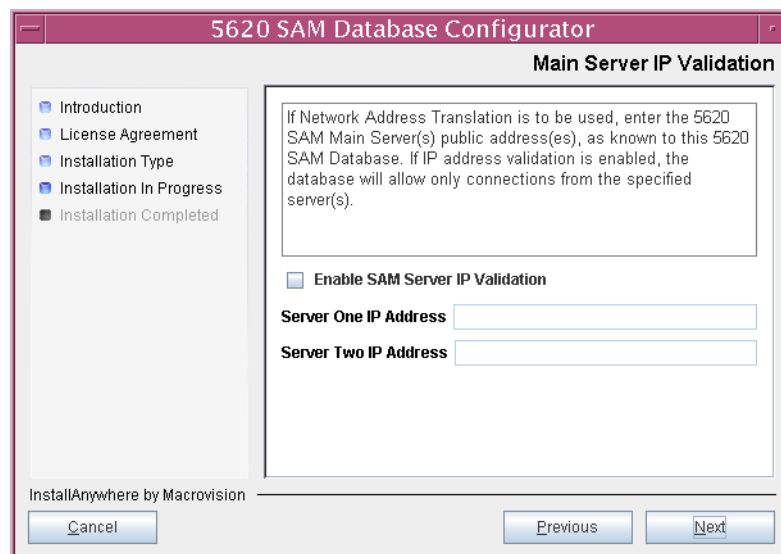 5620 SAM Database Configurator
Main Server IP Validation
Introduction
License Agreement
Installation Type
Installation In Progress
Installation Completed
If Network Address Translation is to be used, enter the 5620
SAM Main Server(s) public address(es), as known to this 5620
SAM Database. If IP address validation is enabled, the
database will allow only connections from the specified
server(s).
Enable SAM Server IP Validation
Server One IP Address
Server Two IP Address
InstallAnywhere by Macrovision
Cancel
Previous
Next